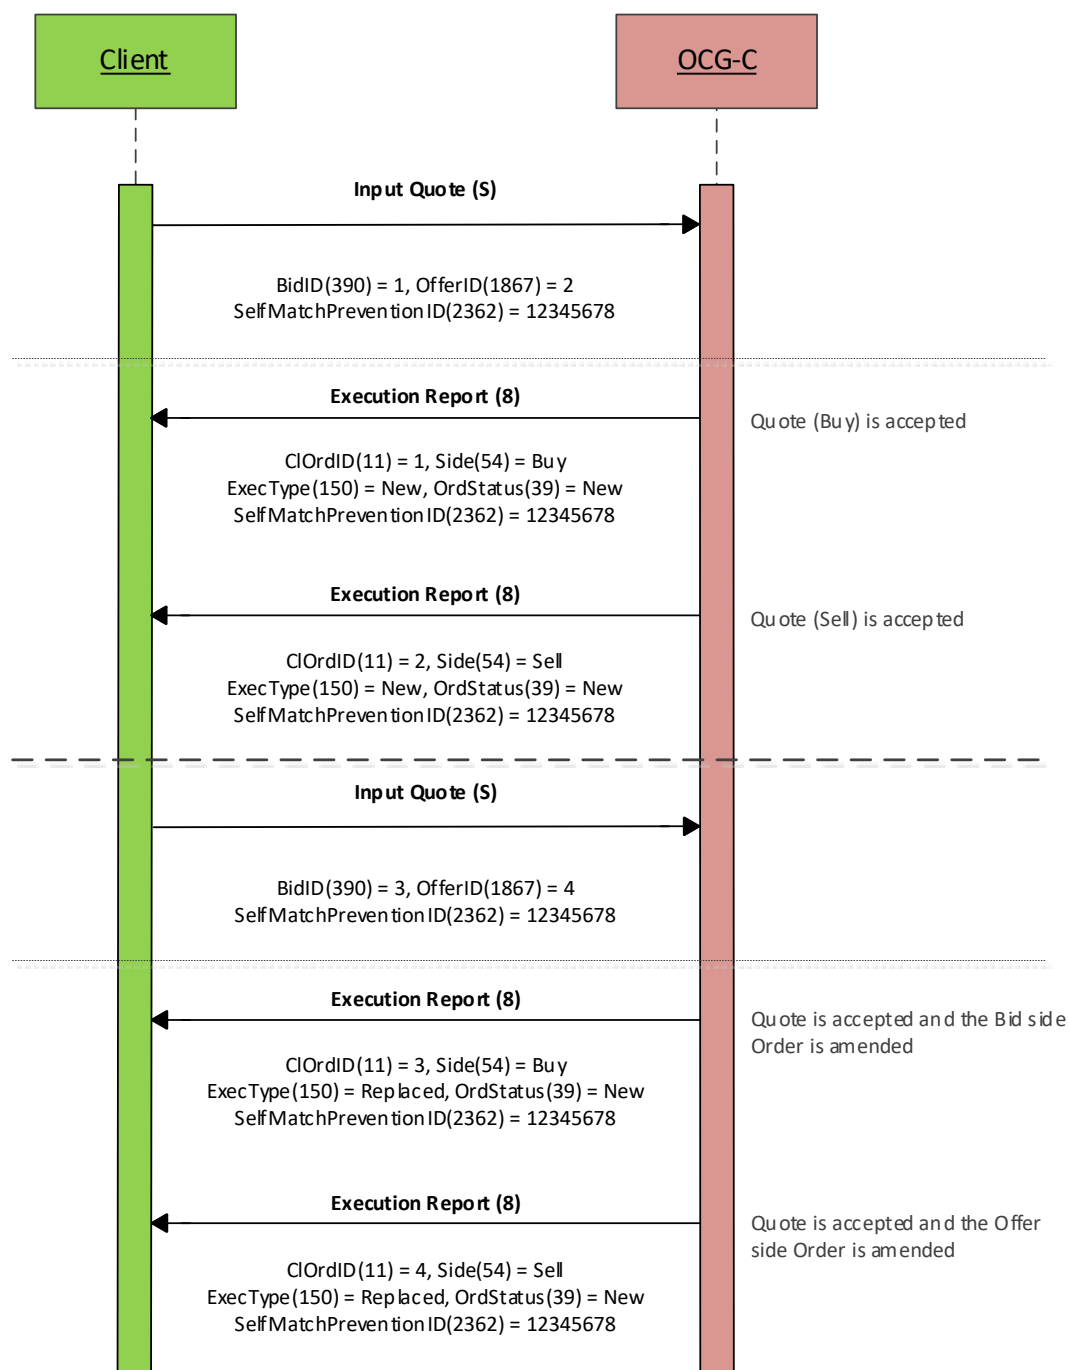 Client
OCG-C
Input Quote (S)
BidID(390) = 1, OfferID(1867) = 2
SelfMatchPreventionID(2362) = 12345678
Execution Report (8)
Quote (Buy) is accepted
ClOrdID(11) = 1, Side(54) = Buy
ExecType(150) = New, OrdStatus(39) = New
SelfMatchPreventionID(2362) = 12345678
Execution Report (8)
Quote (Sell) is accepted
ClOrdID(11) = 2, Side(54) = Sell
ExecType(150) = New, OrdStatus(39) = New
SelfMatchPreventionID(2362) = 12345678
Input Quote (S)
BidID(390) = 3, OfferID(1867) = 4
SelfMatchPreventionID(2362) = 12345678
Execution Report (8)
Quote is accepted and the Bid side
Order is amended
ClOrdID(11) = 3, Side(54) = Buy
ExecType(150) = Replaced, OrdStatus(39) = New
SelfMatchPreventionID(2362) = 12345678
Execution Report (8)
Quote is accepted and the Offer
side Order is amended
ClOrdID(11) = 4, Side(54) = Sell
ExecType(150) = Replaced, OrdStatus(39) = New
SelfMatchPreventionID(2362) = 12345678